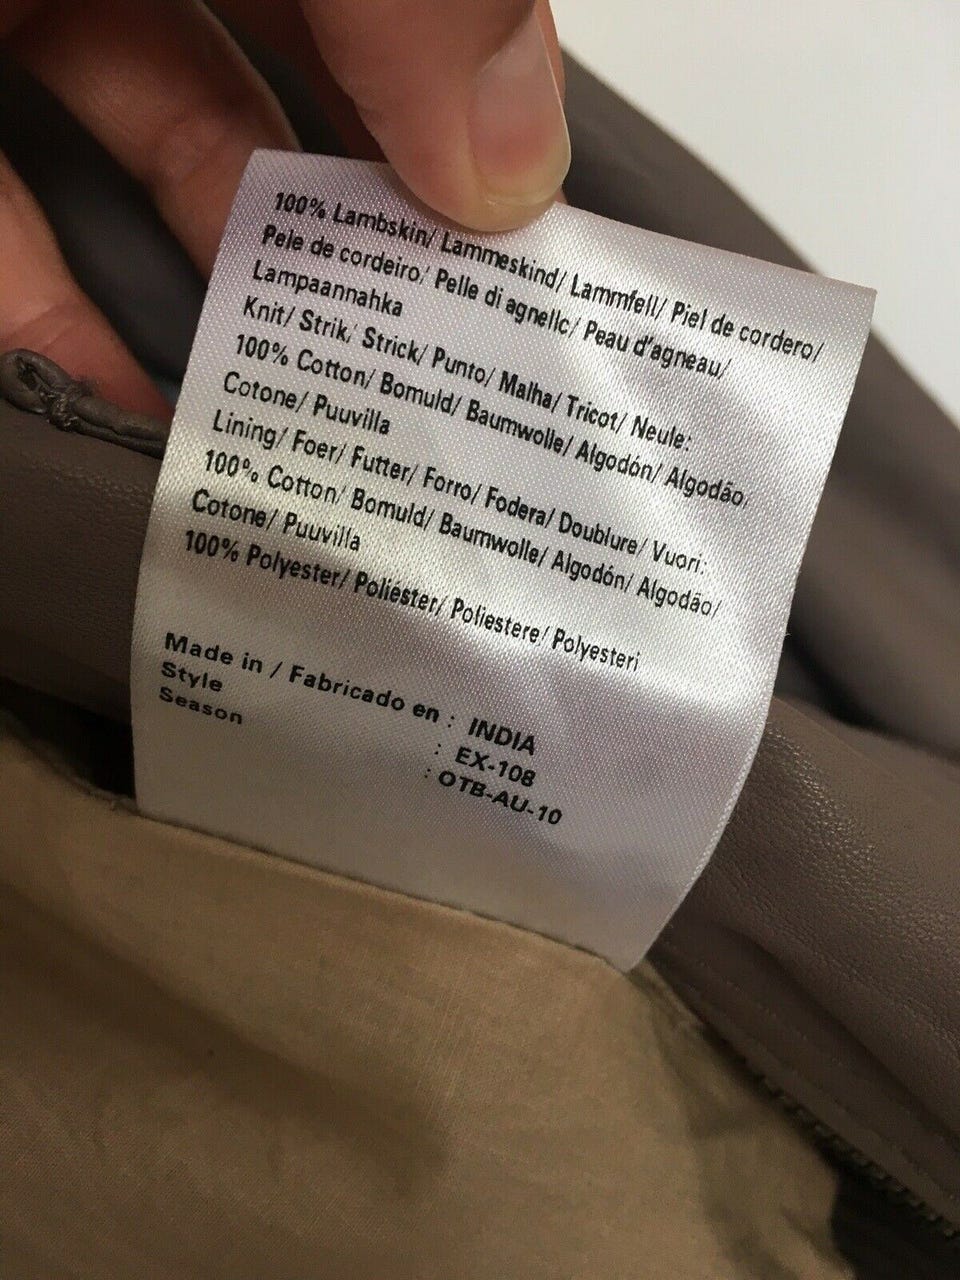 100% Lambskin/ Lammeskind/ Lammfell/ Piel de cordero/
Pele de cordeiro/ Pelle di agnello/ Peau d'agneau/
Lampaannahka
Knit/ Strik/ Strick/ Punto/ Malha/ Tricot/ Neule:
100% Cotton/ Bomuld/ Baumwolle/ Algodón/ Algodão,
Cotone/ Puuvilla
Lining/ Foer/ Futter/ Forro/ Fodera/ Doublure/ Vuori:
100% Cotton/ Bomuld/ Baumwolle/ Algodón/ Algodão/
Cotone/ Puuvilla
100% Polyester/ Poliéster/ Poliestere/ Polyesteri
Made in / Fabricado en : INDIA
Style : EX-108
Season : OTB-AU-10